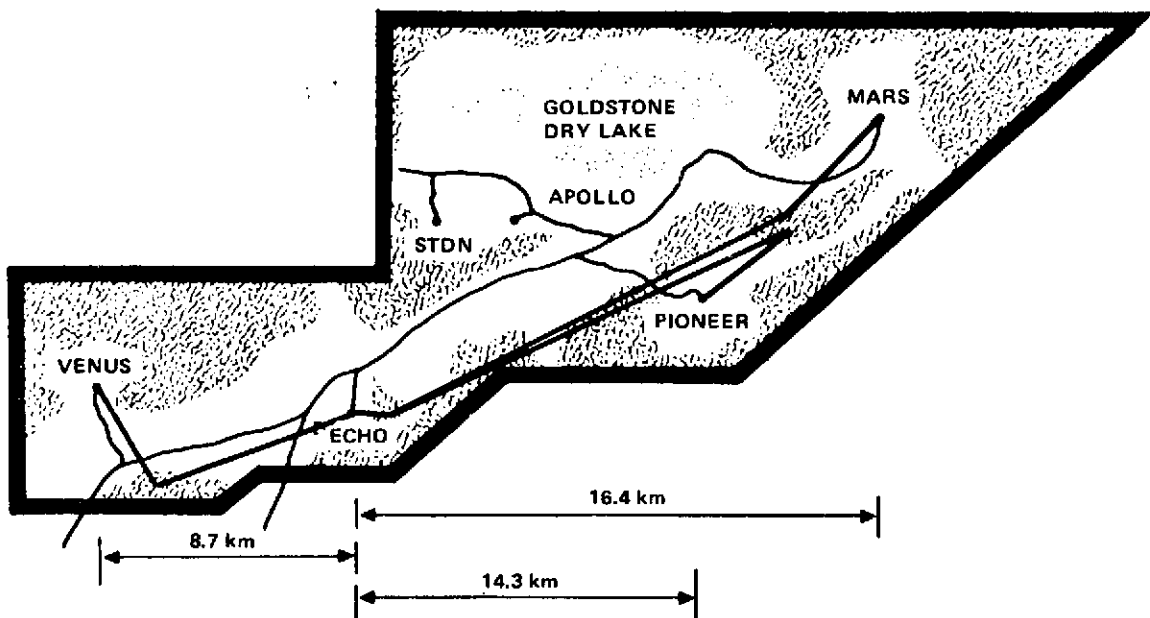 MARS
GOLDSTONE
DRY LAKE
APOLLO
STDN
PIONEER
VENUS
ECHO
16.4 km
8.7 km
14.3 km